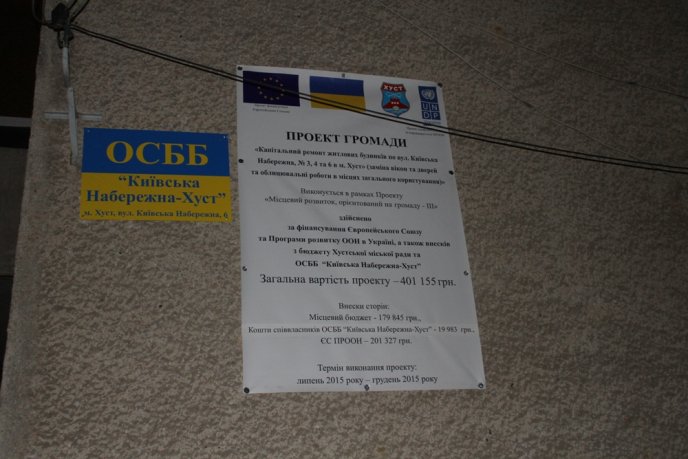 ОСББ
“Київська
Набережна-Хуст”
м. Хуст, вул. Київська Набережна, 6
ХУСТ
U N
D P
ПРОЕКТ ГРОМАДИ
«Капітальний ремонт житлових будинків по вул. Київська
Набережна, № 3, 4 та 6 в м. Хуст» (заміна вікон та дверей
та облицювальні роботи в місцях загального користування)»
Виконується в рамках Проекту
«Місцевий розвиток, орієнтований на громаду - ІІІ»
здійснено
за фінансування Європейського Союзу
та Програми розвитку ООН в Україні, а також внесків
з бюджету Хустської міської ради та
ОСББ “Київська Набережна-Хуст”
Загальна вартість проекту – 401 155 грн.
Внески сторін:
Місцевий бюджет - 179 845 грн.,
Кошти співвласників ОСББ “Київська Набережна-Хуст” - 19 983 грн.,
ЄС ПРООН – 201 327 грн.
Термін виконання проекту:
липень 2015 року – грудень 2015 року